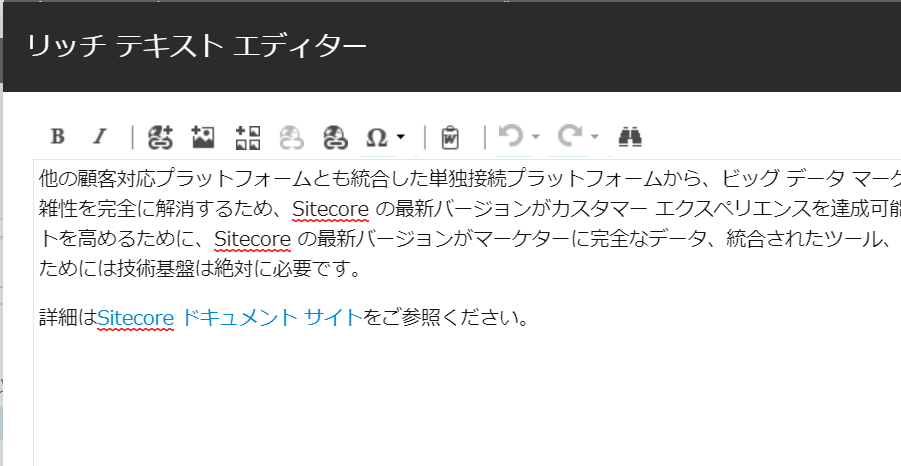 リッチ テキスト エディター
B I Ω W
他の顧客対応プラットフォームとも統合した単独接続プラットフォームから、ビッグ データ マーケ
雑性を完全に解消するため、Sitecore の最新バージョンがカスタマー エクスペリエンスを達成可能
トを高めるために、Sitecore の最新バージョンがマーケターに完全なデータ、統合されたツール、
ためには技術基盤は絶対に必要です。
詳細はSitecore ドキュメント サイトをご参照ください。